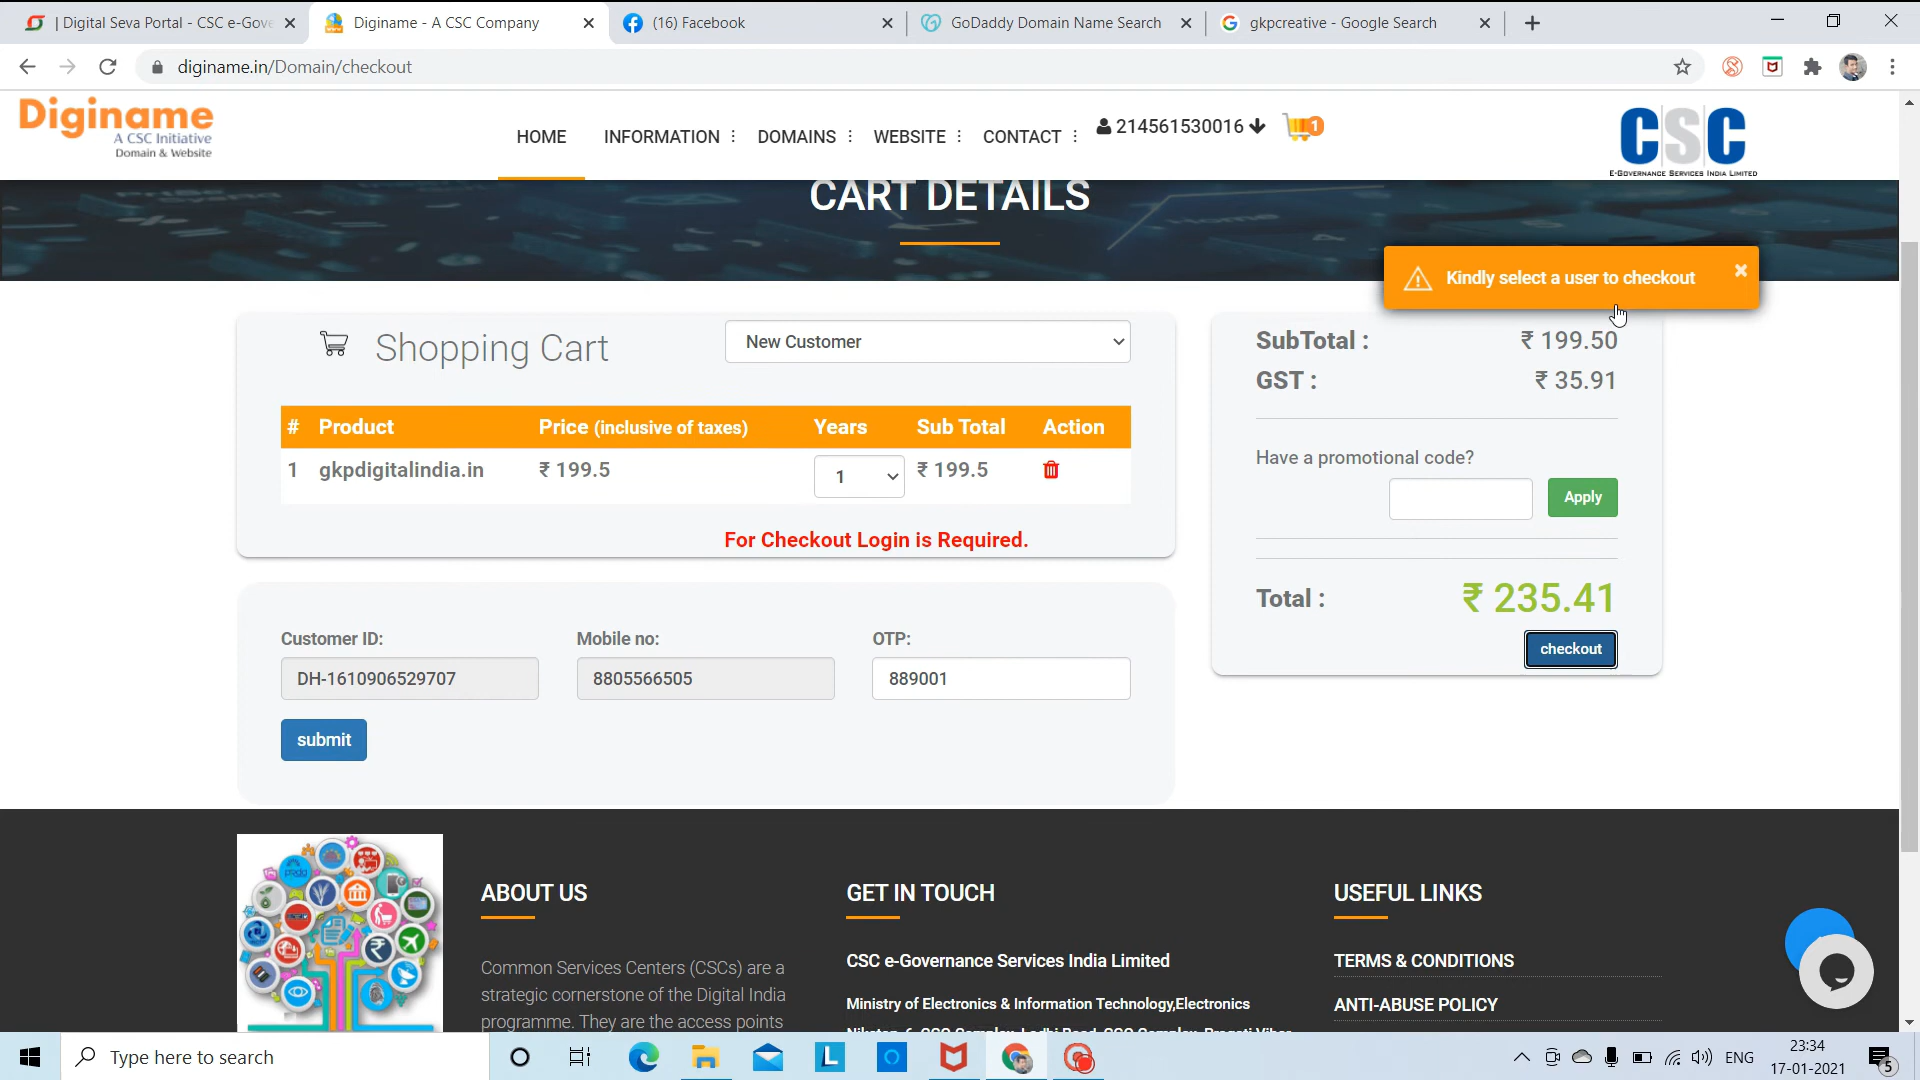 | Digital Seva Portal - CSC e-Gove
Diginame - A CSC Company
(16) Facebook
GoDaddy Domain Name Search
gkpcreative - Google Search
diginame.in/Domain/checkout
Diginame
A CSC Initiative
Domain & Website
HOME
INFORMATION
DOMAINS
WEBSITE
CONTACT
214561530016
1
CSC
E-GOVERNANCE SERVICES INDIA LIMITED
CART DETAILS
Kindly select a user to checkout
Shopping Cart
New Customer
# Product Price (inclusive of taxes) Years Sub Total Action
1 gkpdigitalindia.in ₹ 199.5 1 ₹ 199.5
For Checkout Login is Required.
SubTotal : ₹ 199.50
GST : ₹ 35.91
Have a promotional code?
Apply
Total : ₹ 235.41
checkout
Customer ID: Mobile no: OTP:
DH-1610906529707 8805566505 889001
submit
ABOUT US
Common Services Centers (CSCs) are a
strategic cornerstone of the Digital India
programme. They are the access points
GET IN TOUCH
CSC e-Governance Services India Limited
Ministry of Electronics & Information Technology,Electronics
USEFUL LINKS
TERMS & CONDITIONS
ANTI-ABUSE POLICY
Type here to search
L
ENG
23:34
17-01-2021
5